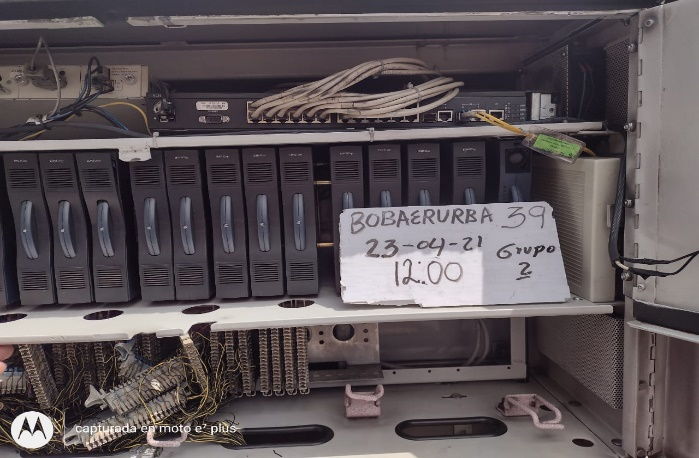 BOBAERURBA 39
23-04-21
Grupo
2
12:00
capturada en moto e⁷ plus